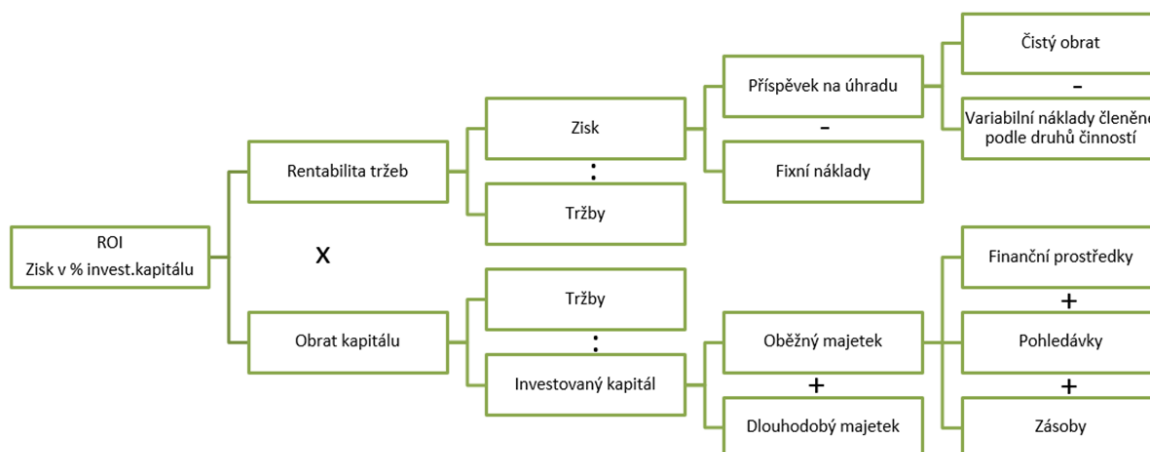 Čistý obrat
-
Variabilní náklady členěné
podle druhů činností
Příspěvek na úhradu
-
Fixní náklady
Zisk
:
Tržby
Rentabilita tržeb
ROI
Zisk v % invest.kapitálu
X
Obrat kapitálu
Tržby
:
Investovaný kapitál
Oběžný majetek
+
Dlouhodobý majetek
Finanční prostředky
+
Pohledávky
+
Zásoby